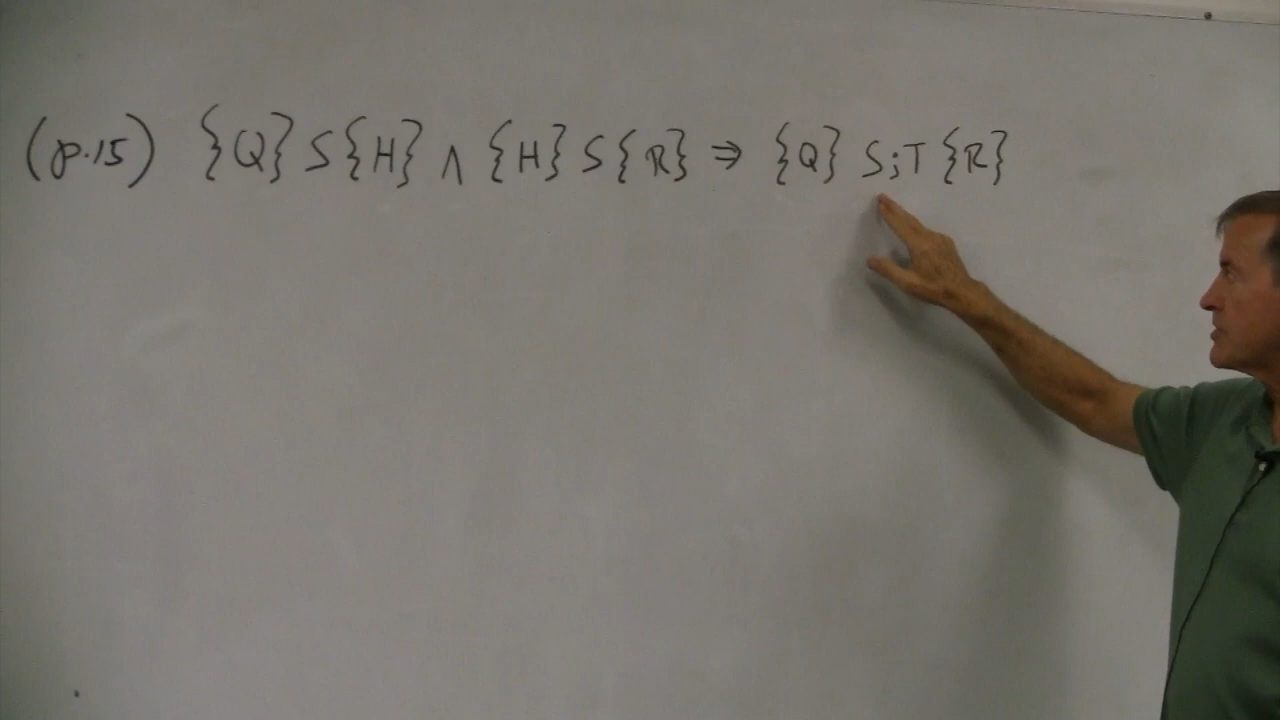 (p.15) {Q} S {H} ∧ {H} S {R} ⇒ {Q} S;T {R}